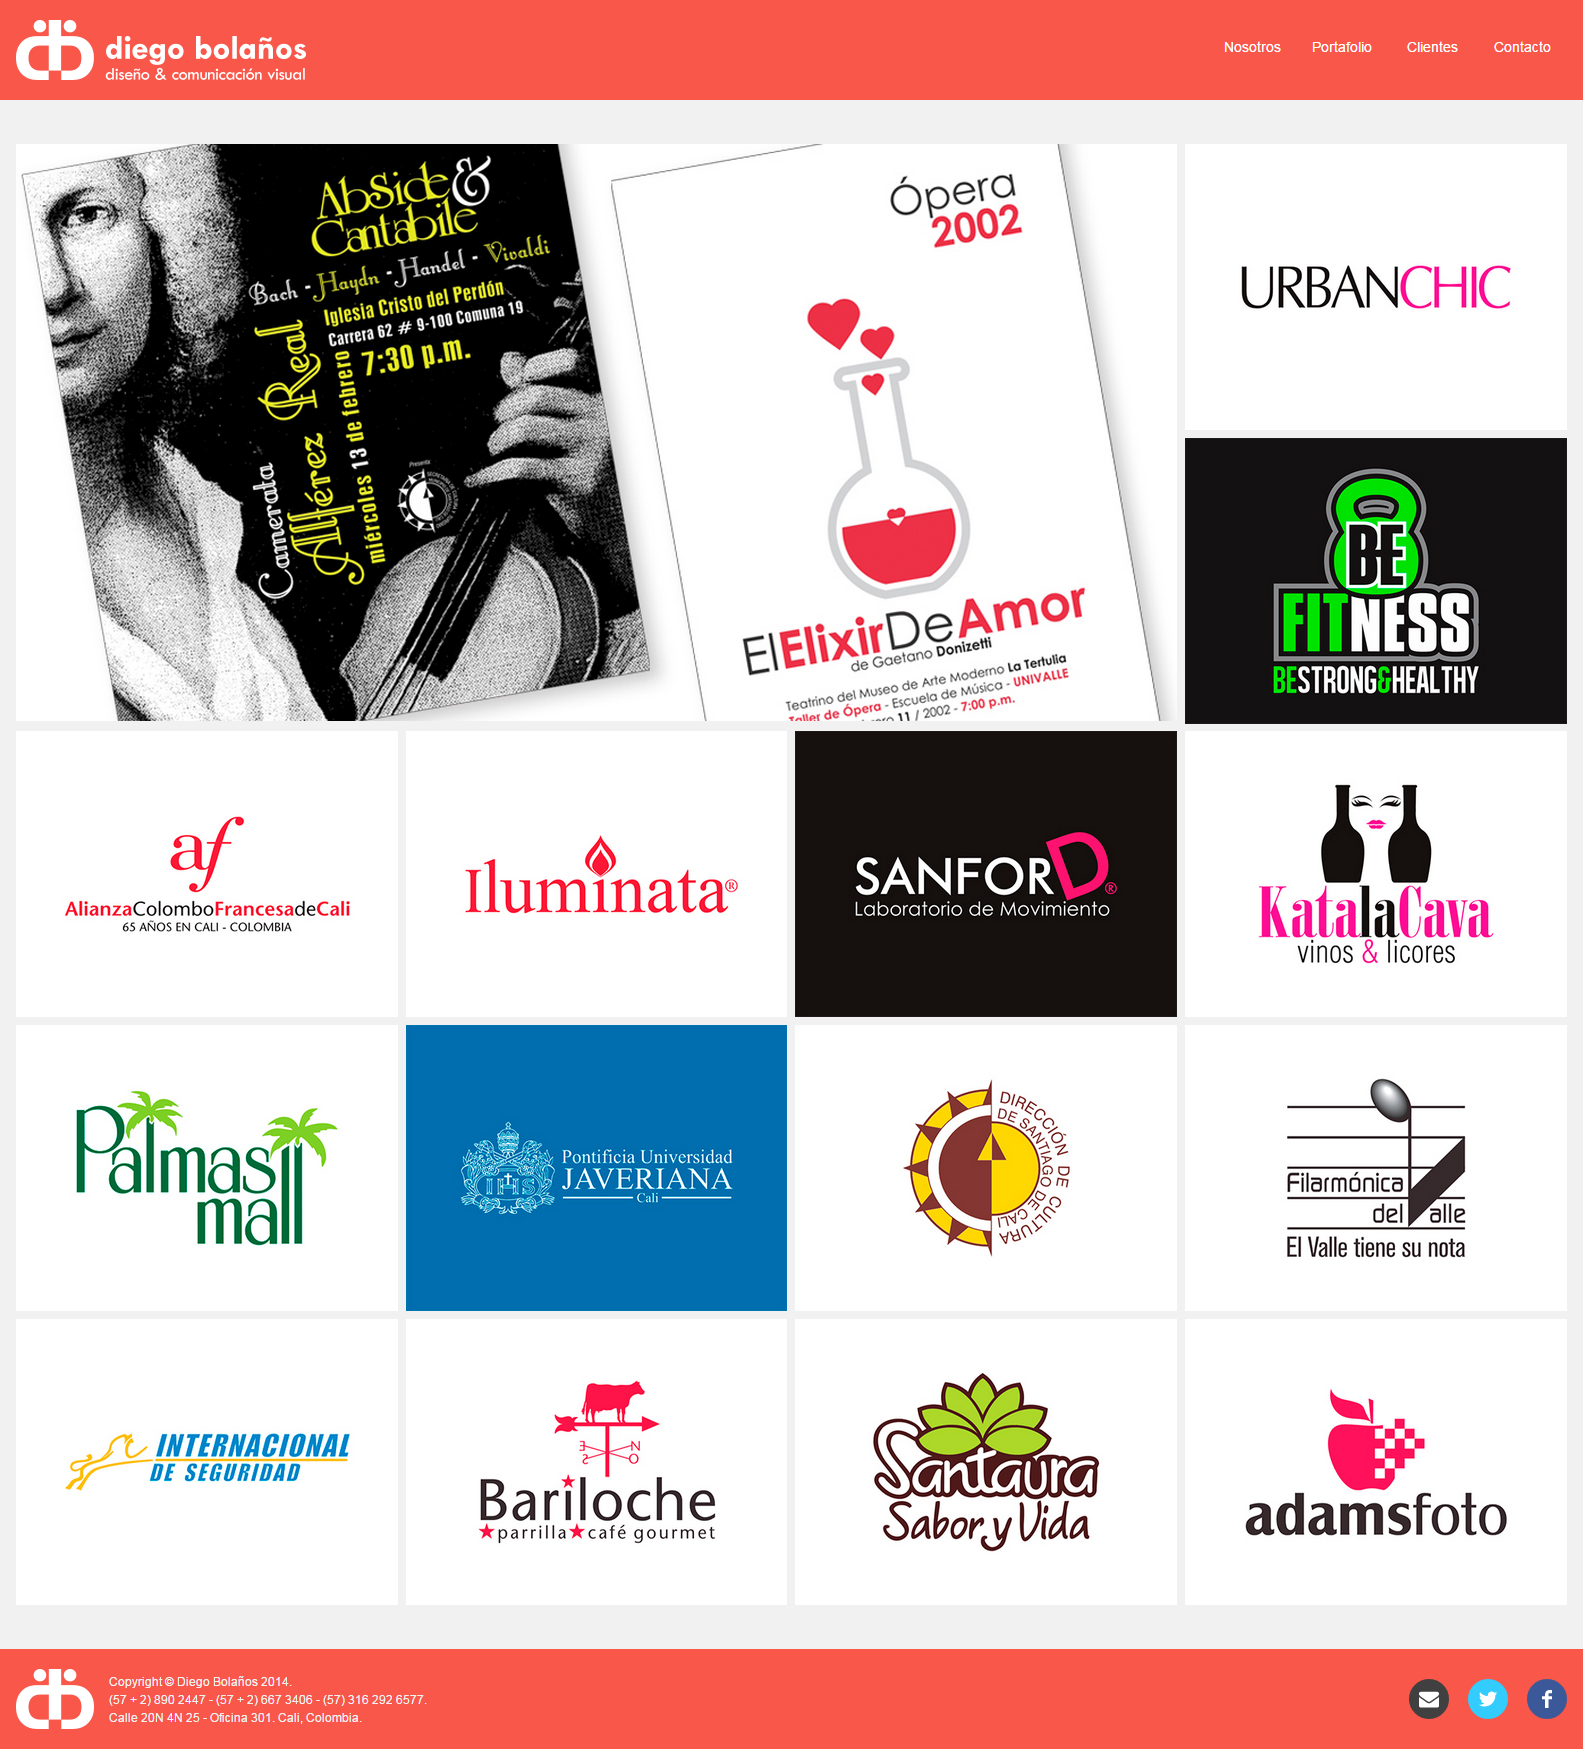 diego bolaños
diseño & comunicación visual
Nosotros
Portafolio
Clientes
Contacto
AbSide &
Cantabile
Bach - Haydn - Handel - Vivaldi
Iglesia Cristo del Perdón
Carrera 62 # 9-100 Comuna 19
7:30 p.m.
Camerata
Alférez Real
miércoles 13 de febrero
Presenta:
Ópera
2002
ElElixirDeAmor
de Gaetano Donizetti
Teatrino del Museo de Arte Moderno La Tertulia
Taller de Ópera - Escuela de Música - UNIVALLE
11 / 2002 - 7:00 p.m.
URBANCHIC
BE
FITNESS
BESTRONG&HEALTHY
af
AlianzaColomboFrancesadeCali
65 AÑOS EN CALI - COLOMBIA
Iluminata®
SANFORD®
Laboratorio de Movimiento
KatalaCava
vinos & licores
Palmas
mall
IHS
Pontificia Universidad
JAVERIANA
Cali
DIRECCIÓN DE CULTURA
DE SANTIAGO DE CALI
Filarmónica
del Valle
El Valle tiene su nota
INTERNACIONAL
DE SEGURIDAD
E N
S O
Bariloche
parrilla café gourmet
Santaura
Sabor y Vida
adamsfoto
Copyright © Diego Bolaños 2014.
(57 + 2) 890 2447 - (57 + 2) 667 3406 - (57) 316 292 6577.
Calle 20N 4N 25 - Oficina 301. Cali, Colombia.